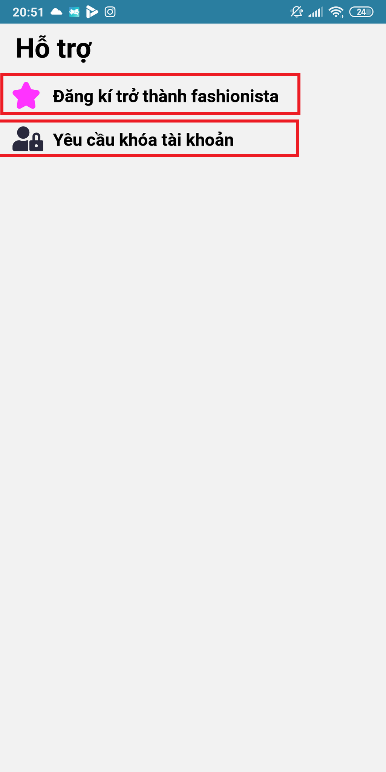 20:51
24
Hỗ trợ
Đăng kí trở thành fashionista
Yêu cầu khóa tài khoản